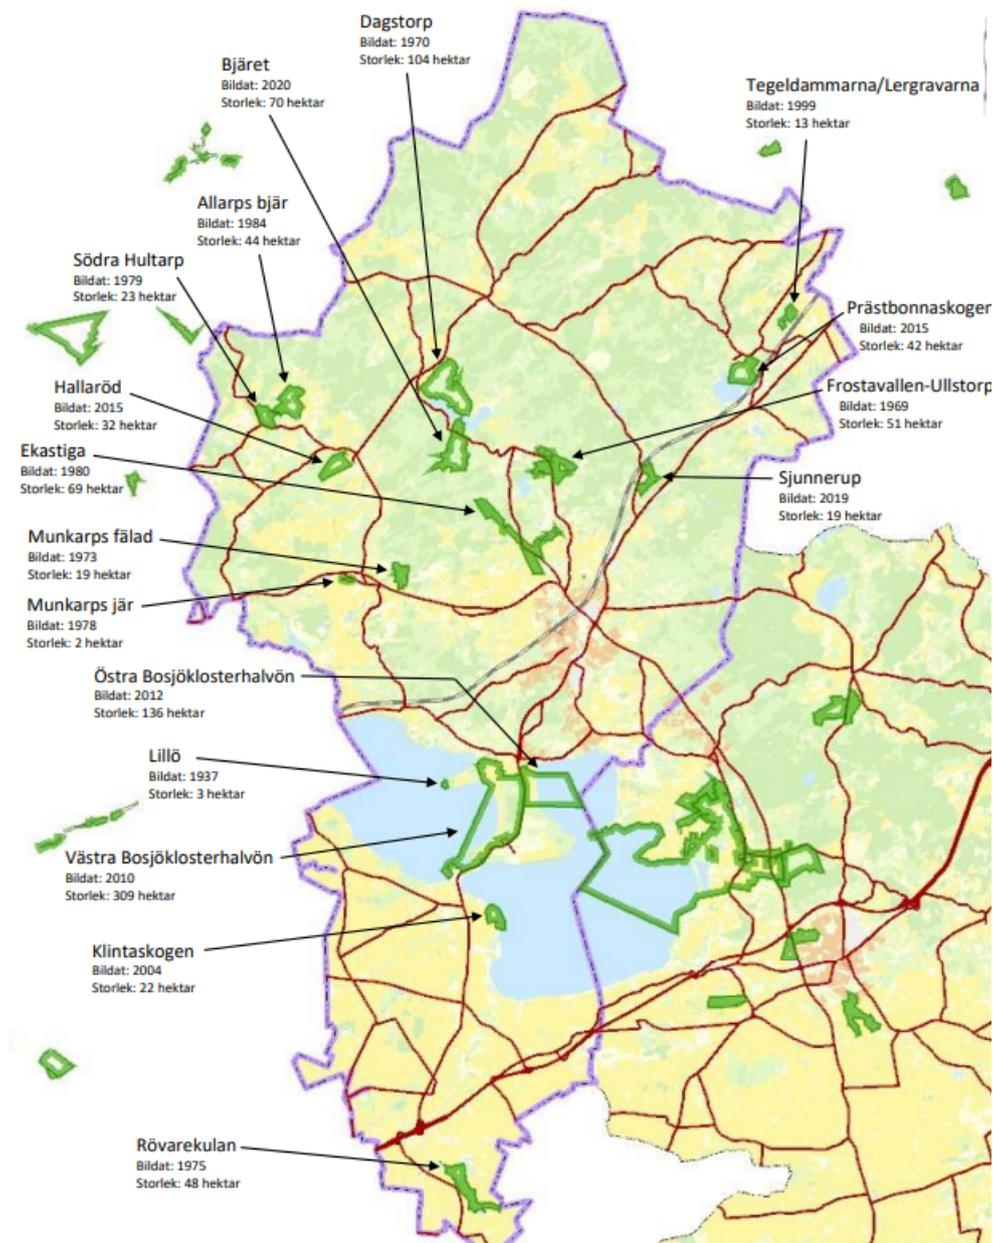 Dagstorp
Bildat: 1970
Storlek: 104 hektar
Bjäret
Bildat: 2020
Storlek: 70 hektar
Tegeldammarna/Lergravarna
Bildat: 1999
Storlek: 13 hektar
Allarps bjär
Bildat: 1984
Storlek: 44 hektar
Södra Hultarp
Bildat: 1979
Storlek: 23 hektar
Prästbonnaskogen
Bildat: 2015
Storlek: 42 hektar
Hallaröd
Bildat: 2015
Storlek: 32 hektar
Frostavallen-Ullstorp
Bildat: 1969
Storlek: 51 hektar
Ekastiga
Bildat: 1980
Storlek: 69 hektar
Sjunnerup
Bildat: 2019
Storlek: 19 hektar
Munkarps fälad
Bildat: 1973
Storlek: 19 hektar
Munkarps jär
Bildat: 1978
Storlek: 2 hektar
Östra Bosjöklosterhalvön
Bildat: 2012
Storlek: 136 hektar
Lillö
Bildat: 1937
Storlek: 3 hektar
Västra Bosjöklosterhalvön
Bildat: 2010
Storlek: 309 hektar
Klintaskogen
Bildat: 2004
Storlek: 22 hektar
Rövarekulan
Bildat: 1975
Storlek: 48 hektar